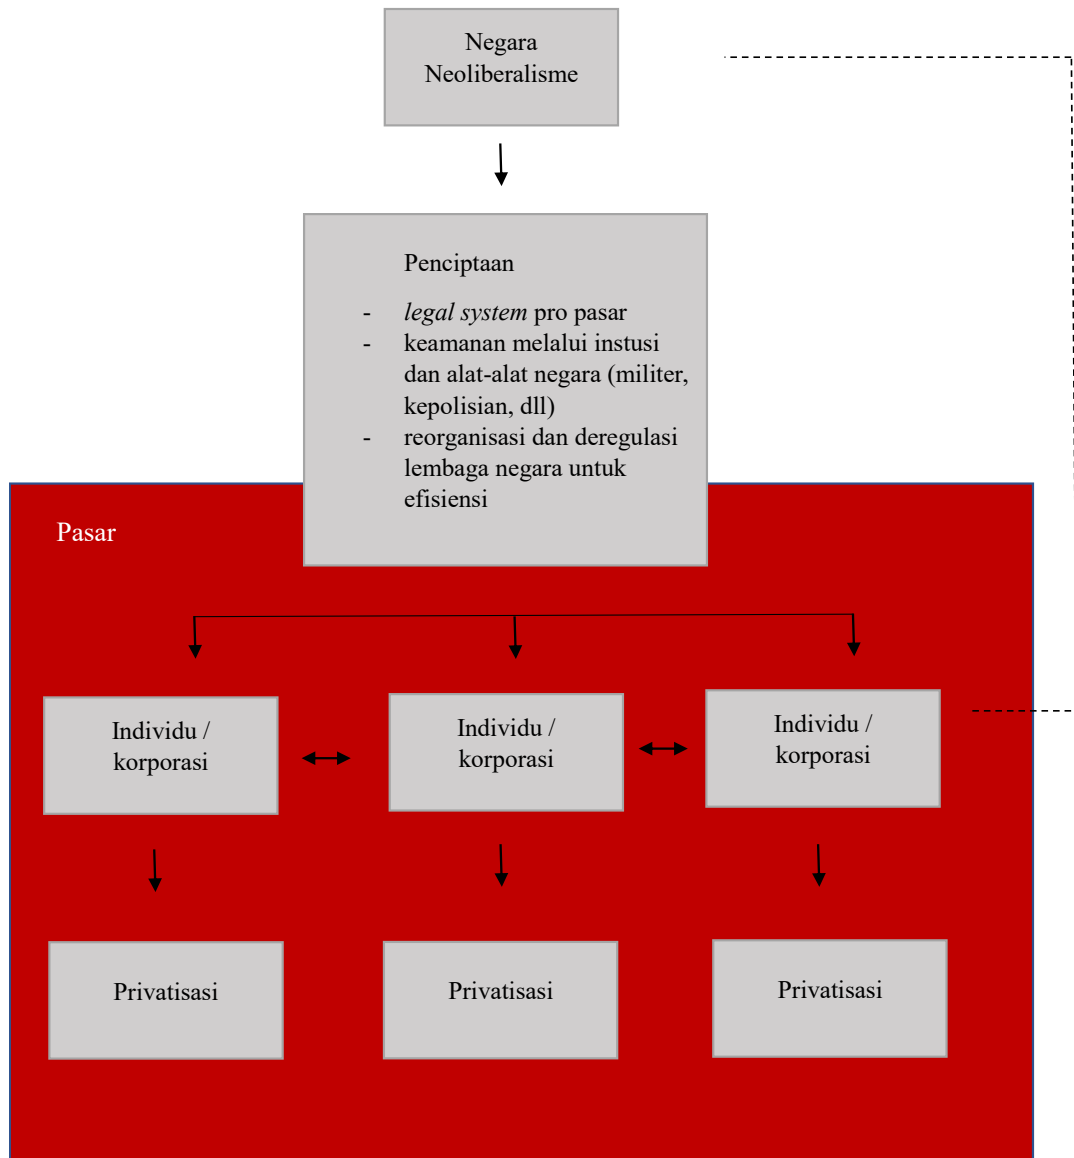 Negara
Neoliberalisme
Penciptaan
- legal system pro pasar
- keamanan melalui instusi
dan alat-alat negara (militer,
kepolisian, dll)
- reorganisasi dan deregulasi
lembaga negara untuk
efisiensi
Pasar
Individu /
korporasi
Individu /
korporasi
Individu /
korporasi
Privatisasi
Privatisasi
Privatisasi